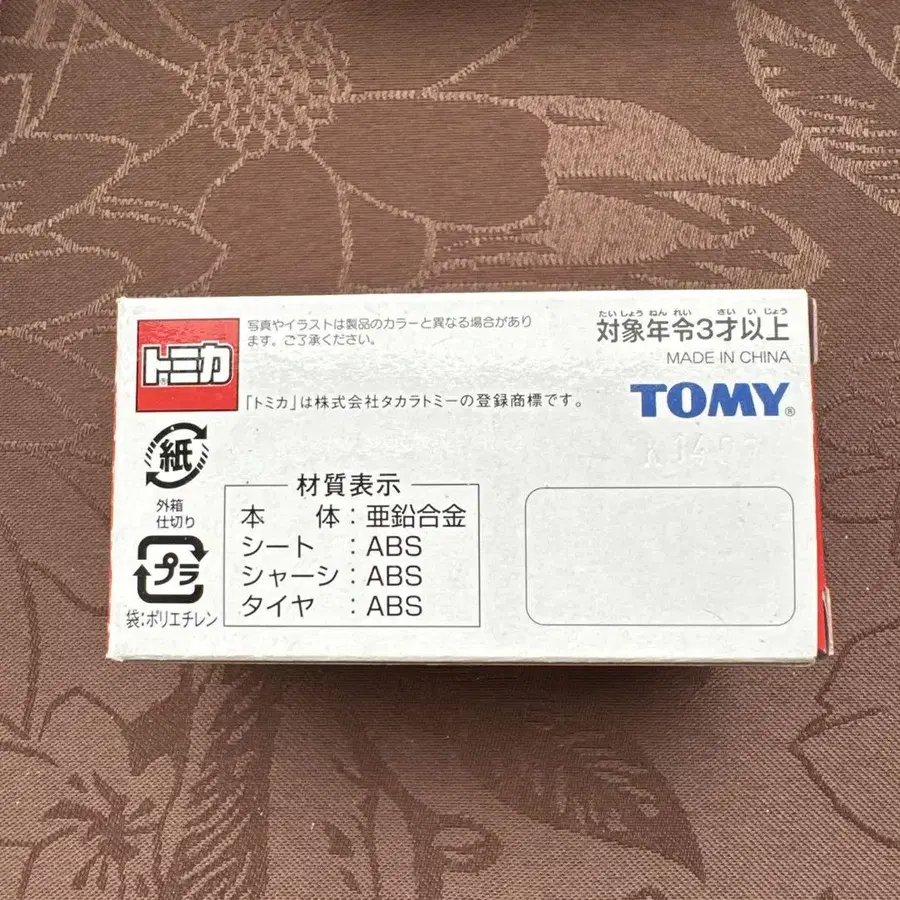 トミカ®
写真やイラストは製品のカラーと異なる場合があり
ます。ご了承ください。
「トミカ」は株式会社タカラトミーの登録商標です。
たいしょう ねん れい さい い じょう
対象年令3才以上
MADE IN CHINA
TOMY®
紙
外箱
仕切り
プラ
袋:ポリエチレン
材質表示
本 体:亜鉛合金
シート :ABS
シャーシ:ABS
タイヤ :ABS